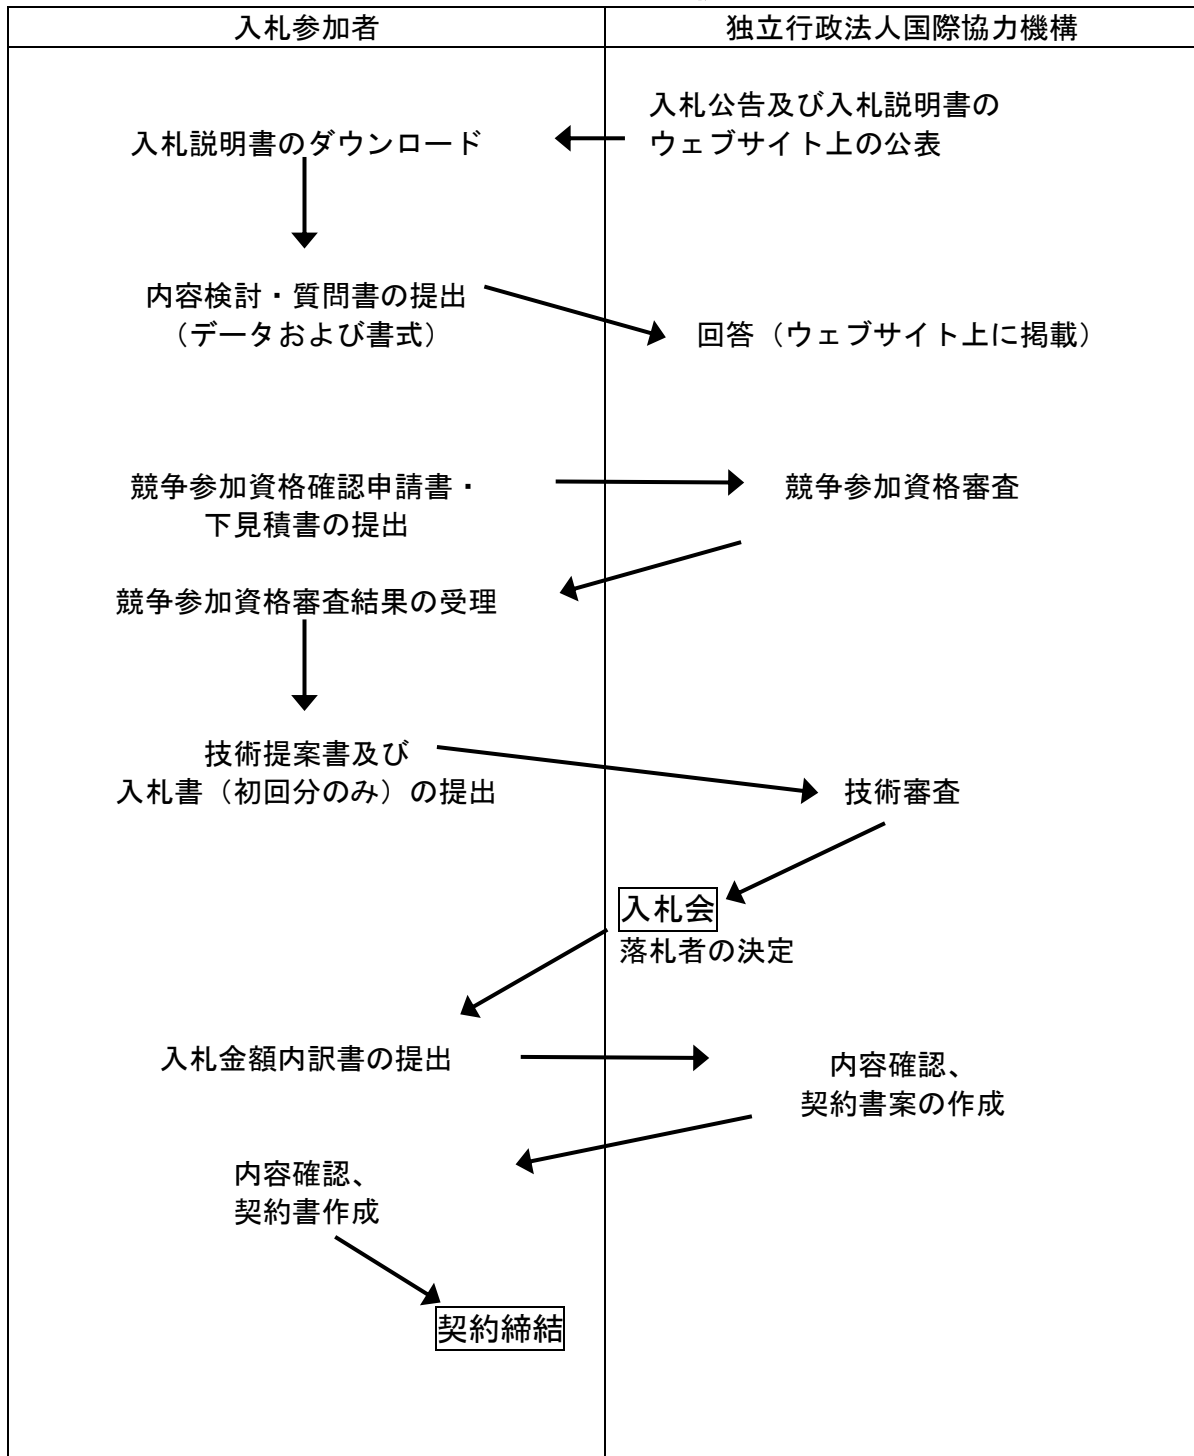 入札参加者
独立行政法人国際協力機構
入札公告及び入札説明書の
ウェブサイト上の公表
入札説明書のダウンロード
内容検討・質問書の提出
（データおよび書式）
回答（ウェブサイト上に掲載）
競争参加資格確認申請書・
下見積書の提出
競争参加資格審査
競争参加資格審査結果の受理
技術提案書及び
入札書（初回分のみ）の提出
技術審査
入札会
落札者の決定
入札金額内訳書の提出
内容確認、
契約書案の作成
内容確認、
契約書作成
契約締結